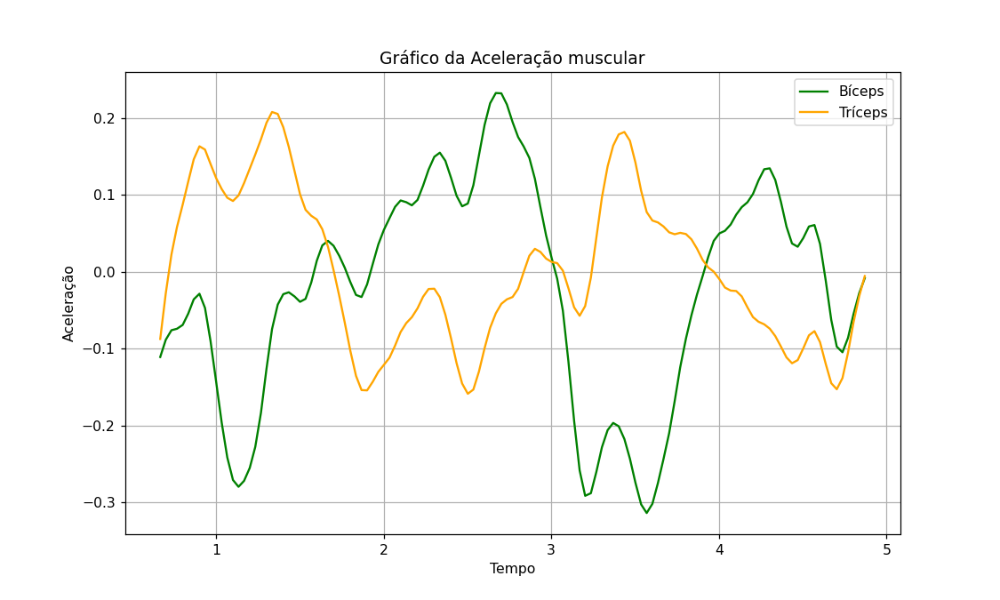 Gráfico da Aceleração muscular
Bíceps
Tríceps
Aceleração
0.2
0.1
0.0
−0.1
−0.2
−0.3
1
2
3
4
5
Tempo